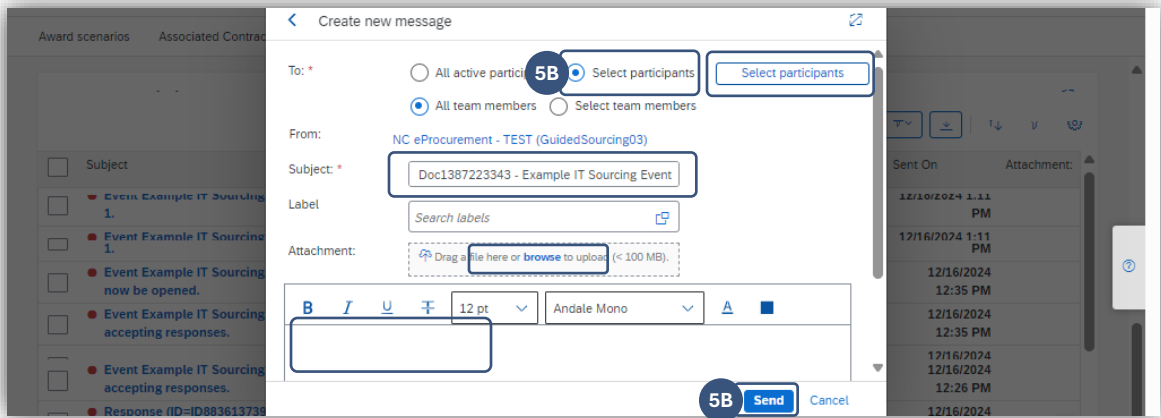 Create new message
Award scenarios Associated Contrac
To: * All active partici 5B Select participants Select participants
All team members Select team members
From: NC eProcurement - TEST (GuidedSourcing03)
Subject: * Doc1387223343 - Example IT Sourcing Event
Label Search labels
Attachment: Drag a file here or browse to upload (< 100 MB).
B I U T 12 pt Andale Mono A
Subject Sent On Attachment:
Event Example IT Sourcing 12/16/2024 1:11
1. PM
Event Example IT Sourcing 12/16/2024 1:11
1. PM
Event Example IT Sourcing 12/16/2024
now be opened. 12:35 PM
Event Example IT Sourcing 12/16/2024
accepting responses. 12:35 PM
12/16/2024
Event Example IT Sourcing 12/16/2024
accepting responses. 12:26 PM
Response (ID=ID883613739 12/16/2024
5B Send Cancel